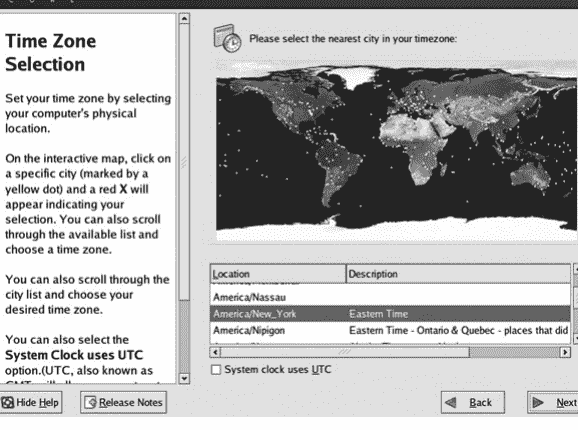 Time Zone
Selection
Set your time zone by selecting
your computer's physical
location.
On the interactive map, click on
a specific city (marked by a
yellow dot) and a red X will
appear indicating your
selection. You can also scroll
through the available list and
choose a time zone.
You can also scroll through the
city list and choose your
desired time zone.
You can also select the
System Clock uses UTC
option.(UTC, also known as
Please select the nearest city in your timezone:
Location Description
America/Nassau
America/New_York Eastern Time
America/Nipigon Eastern Time - Ontario & Quebec - places that did
System clock uses UTC
Hide Help
Release Notes
Back
Next